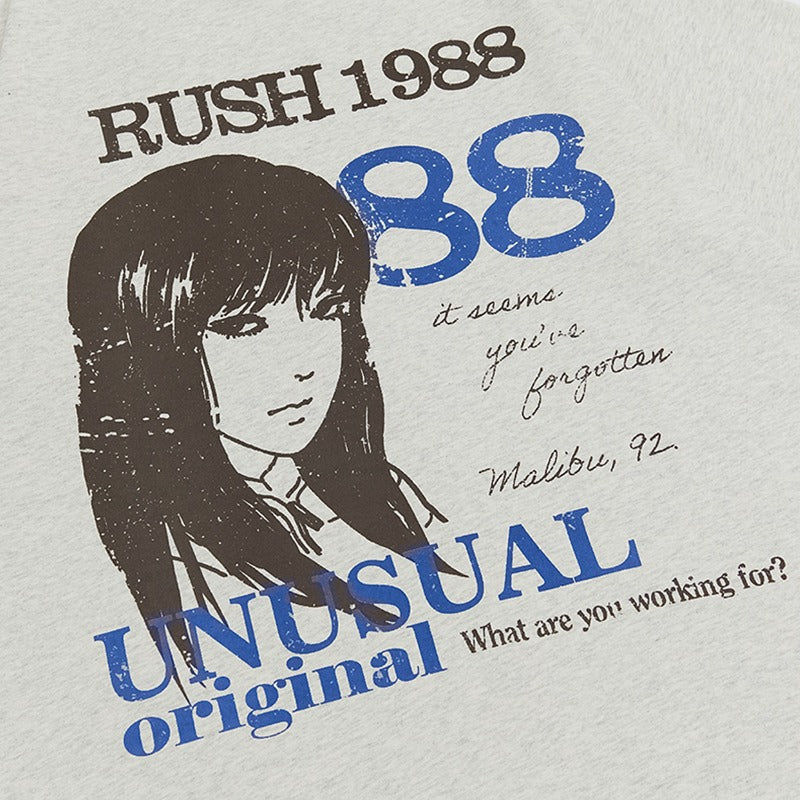 RUSH 1988
88
it seems
you've
forgotten
Malibu, 92.
UNUSUAL
original
What are you working for?